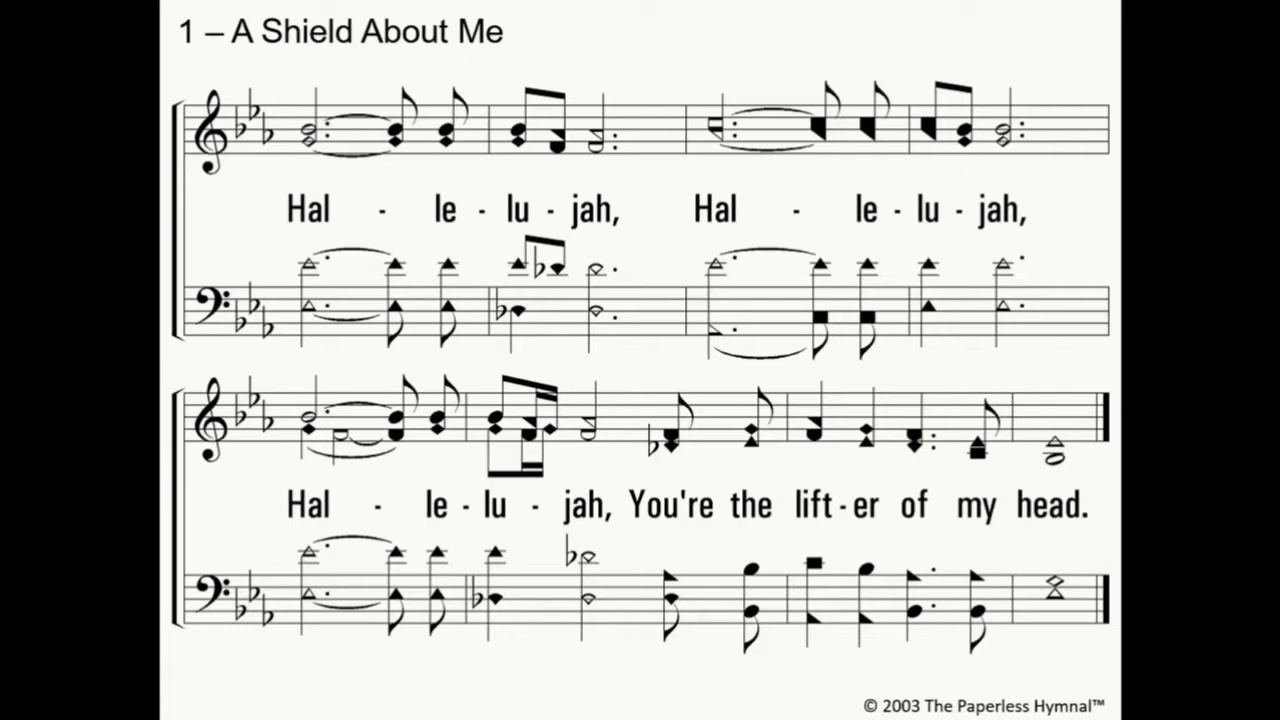 1 – A Shield About Me
Hal - le - lu - jah, Hal - le - lu - jah,
Hal - le - lu - jah, You're the lift - er of my head.
© 2003 The Paperless Hymnal™